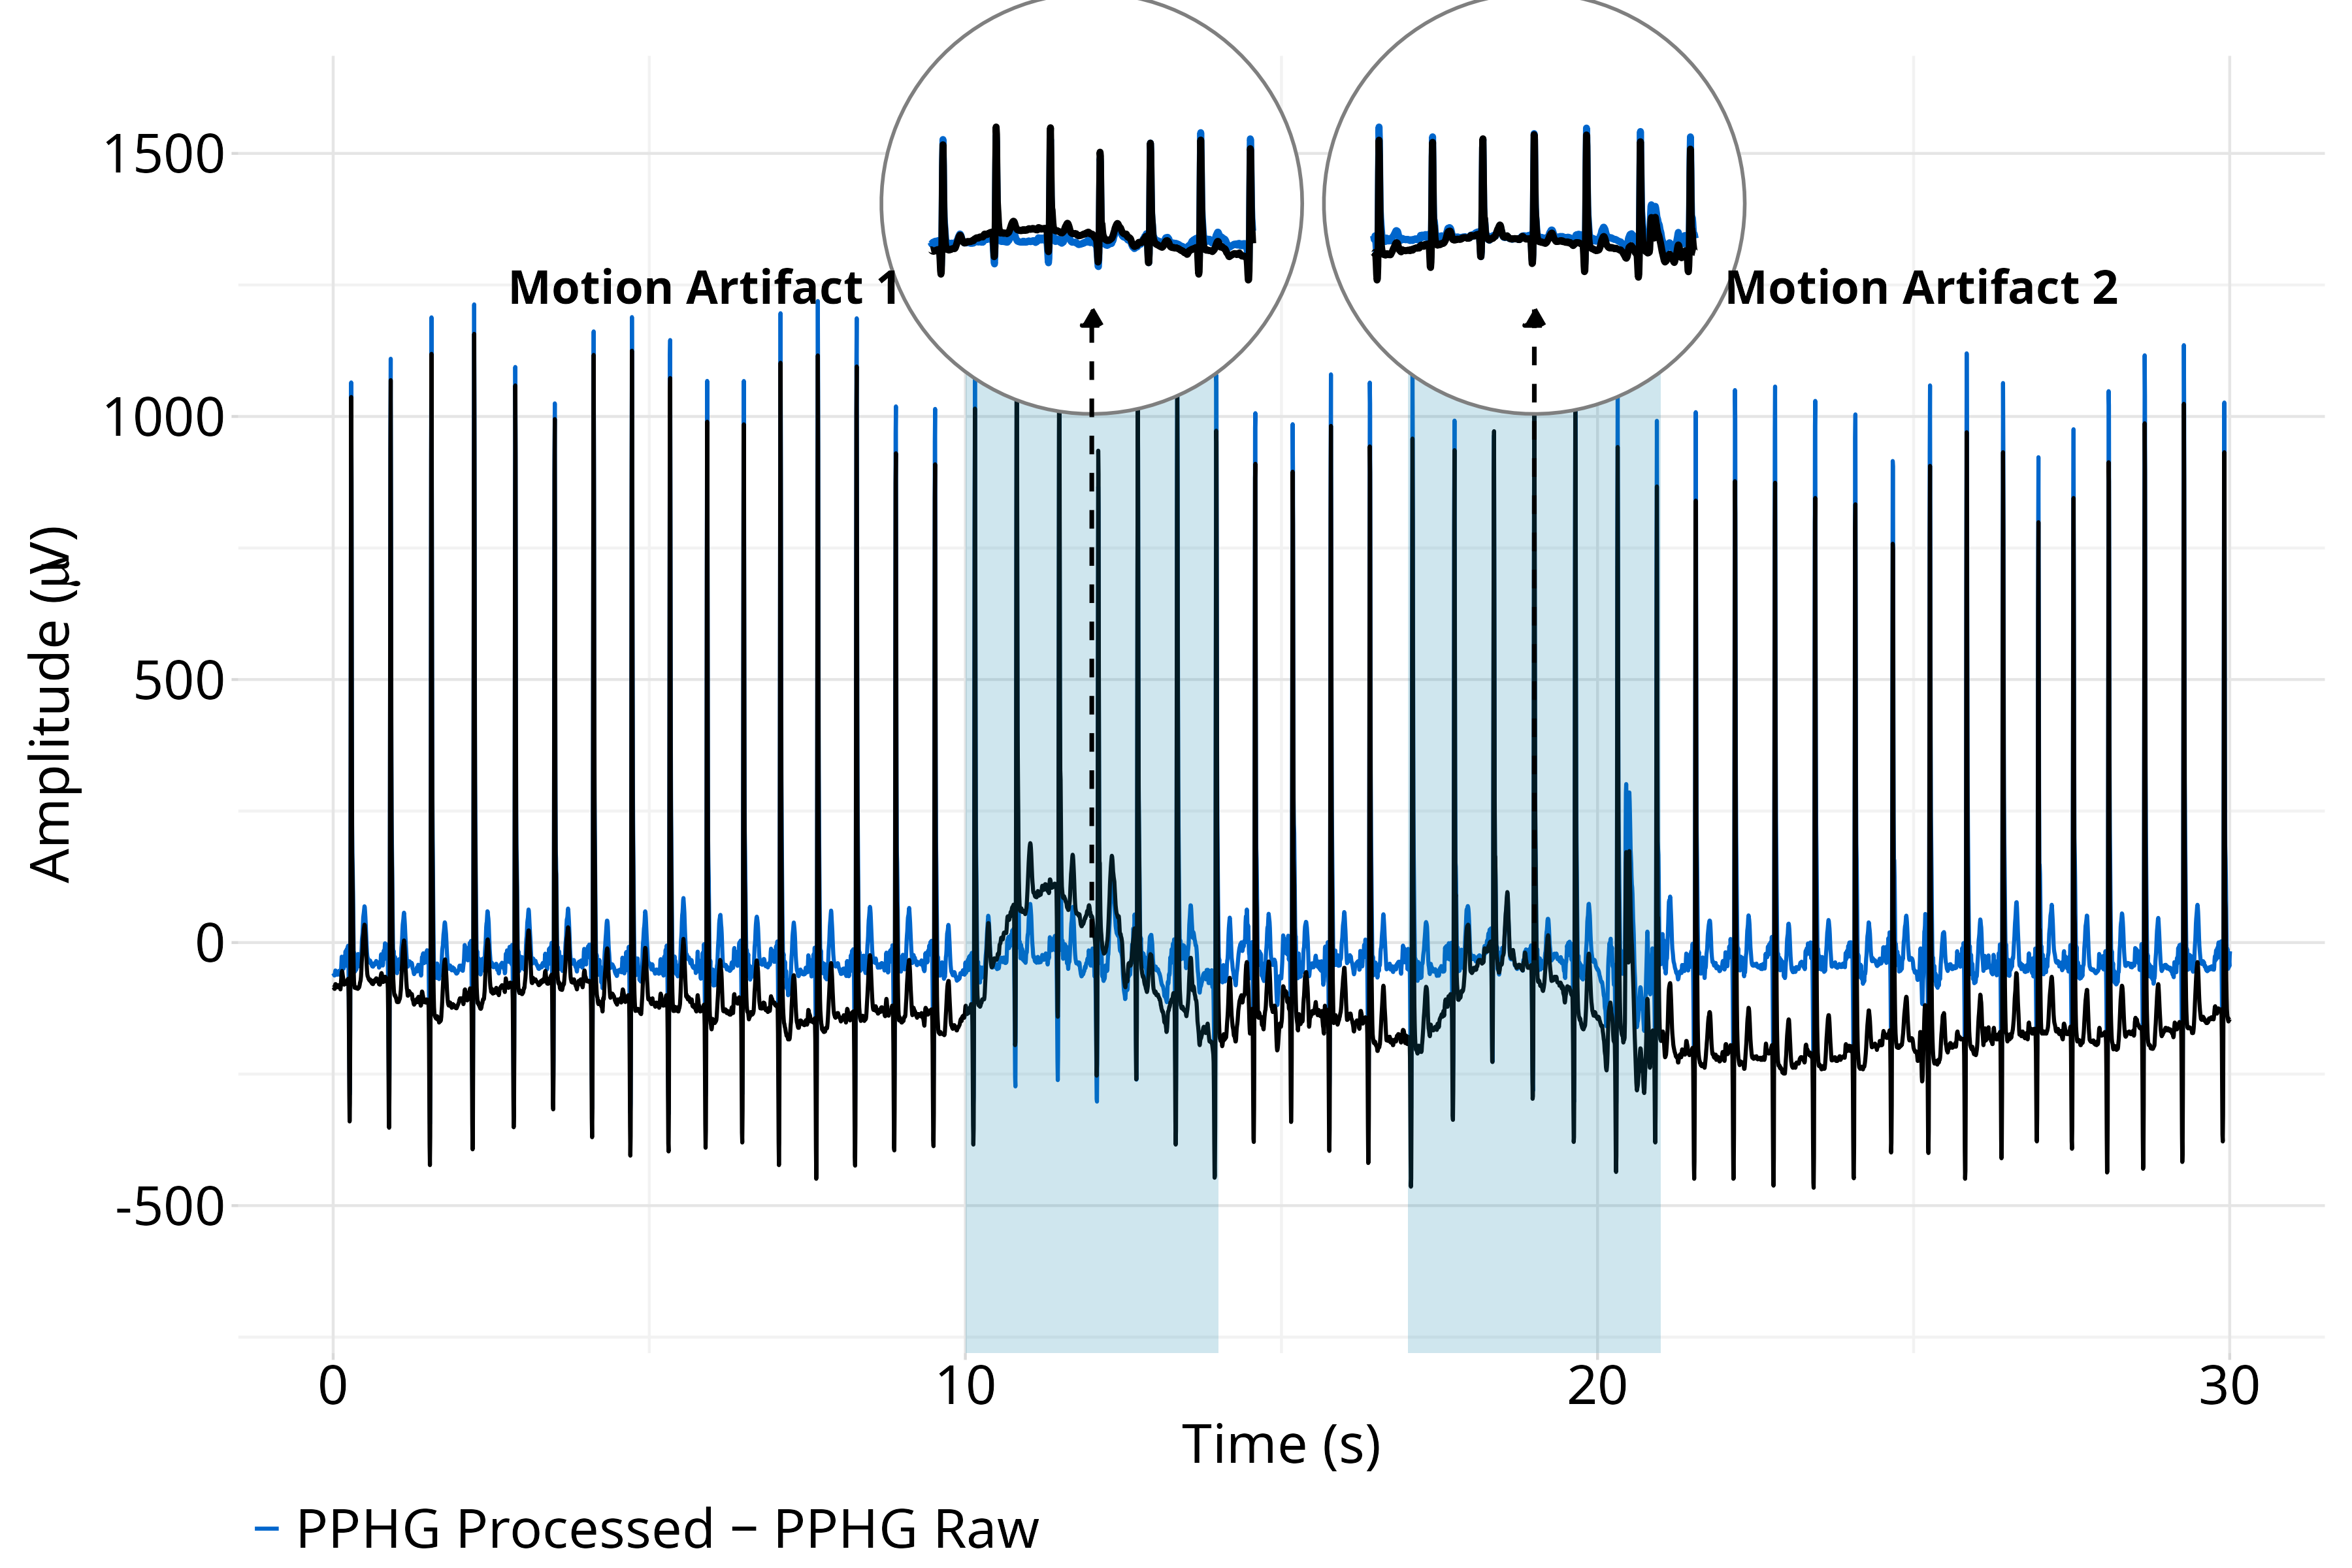 1500
Motion Artifact 1
Motion Artifact 2
1000
500
0
-500
Amplitude (µW)
0 10 20 30
Time (s)
PPHG Processed PPHG Raw